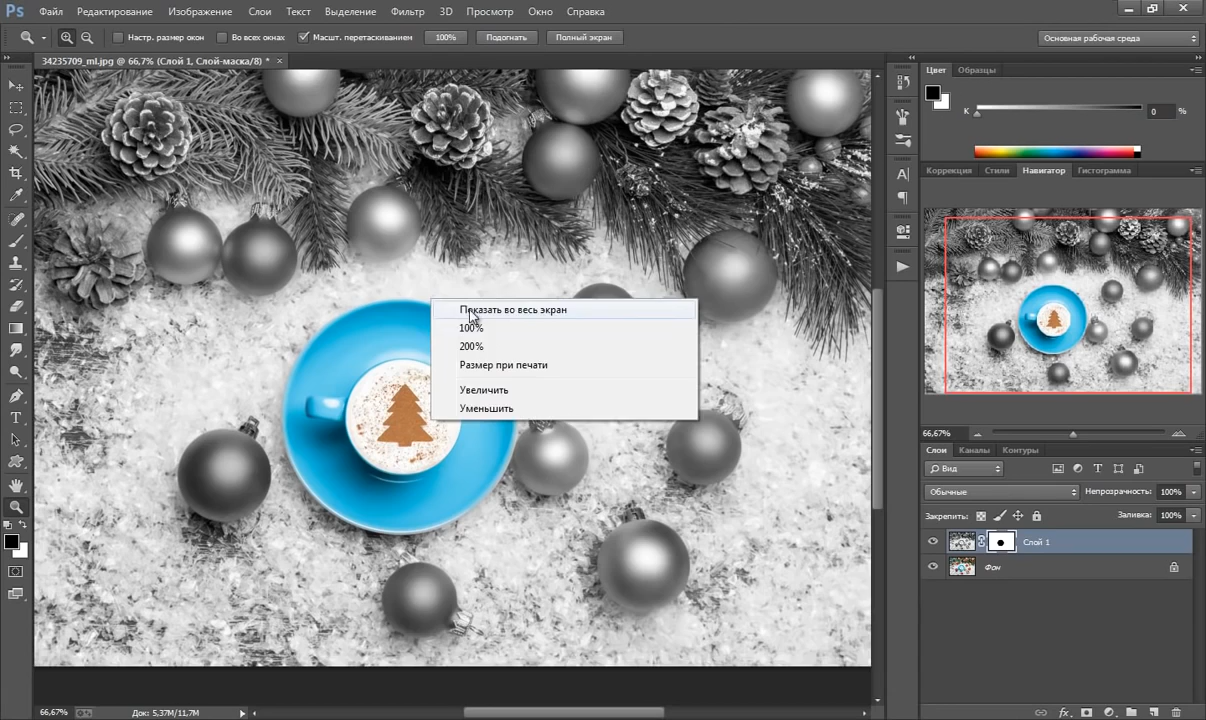 Ps Файл Редактирование Изображение Слои Текст Выделение Фильтр 3D Просмотр Окно Справка
Настр. размер окон Во всех окнах Масшт. перетаскиванием 100% Подогнать Полный экран Основная рабочая среда
34235709_ml.jpg @ 66,7% (Слой 1, Слой-маска/8) * ×
Цвет Образцы
K 0 %
Коррекция Стили Навигатор Гистограмма
Показать во весь экран
100%
200%
Размер при печати
Увеличить
Уменьшить
66,67%
Слои Каналы Контуры
Вид
Обычные Непрозрачность: 100%
Закрепить: Заливка: 100%
Слой 1
Фон
66,67% Док: 5,37M/11,7M